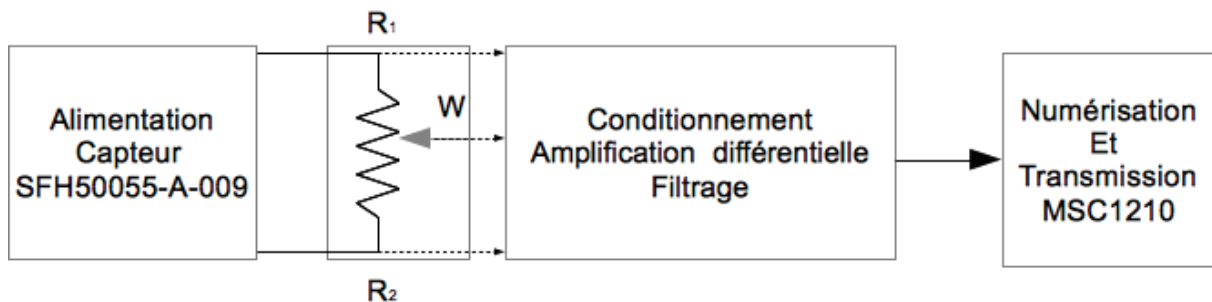 R₁
Alimentation
Capteur
SFH50055-A-009
W
R₂
Conditionnement
Amplification différentielle
Filtrage
Numérisation
Et
Transmission
MSC1210